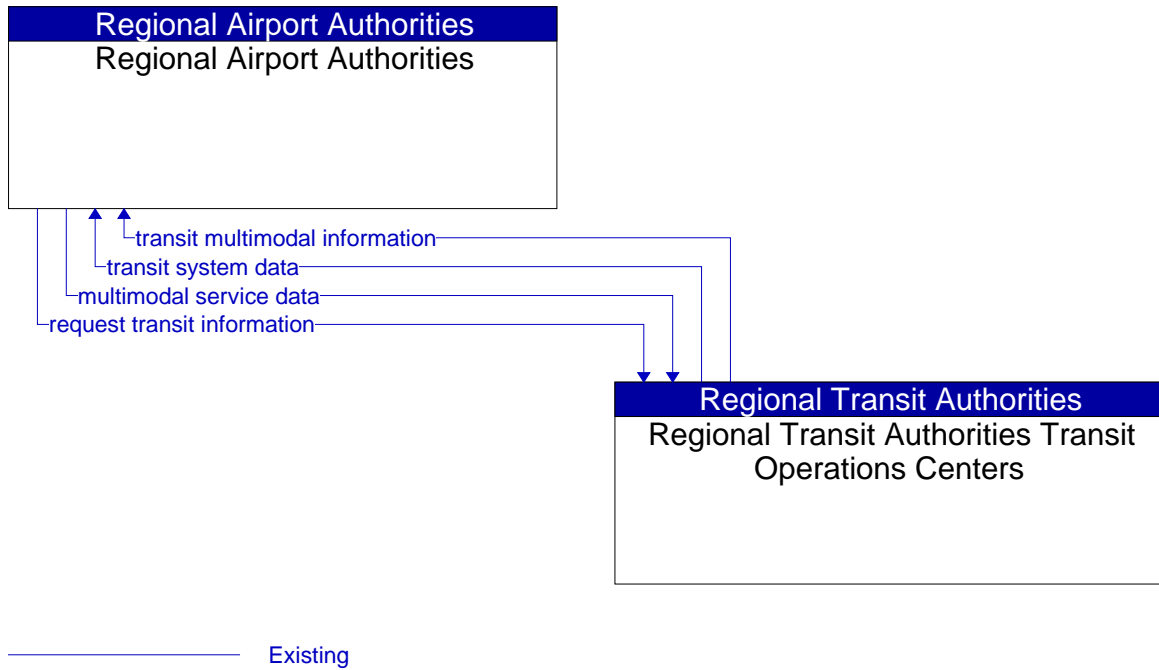 Regional Airport Authorities
Regional Airport Authorities
transit multimodal information
transit system data
multimodal service data
request transit information
Regional Transit Authorities
Regional Transit Authorities Transit
Operations Centers
Existing